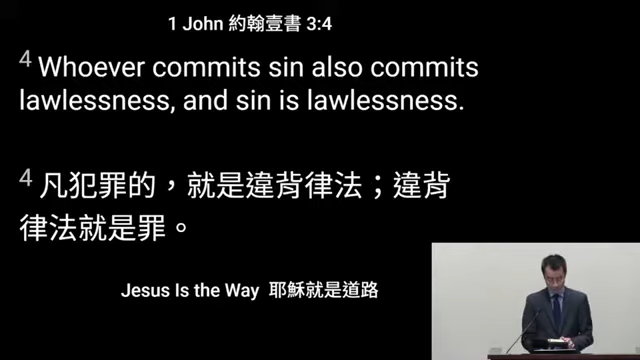 1 John 約翰壹書 3:4
4 Whoever commits sin also commits
lawlessness, and sin is lawlessness.
4 凡犯罪的，就是違背律法；違背
律法就是罪。
Jesus Is the Way 耶穌就是道路